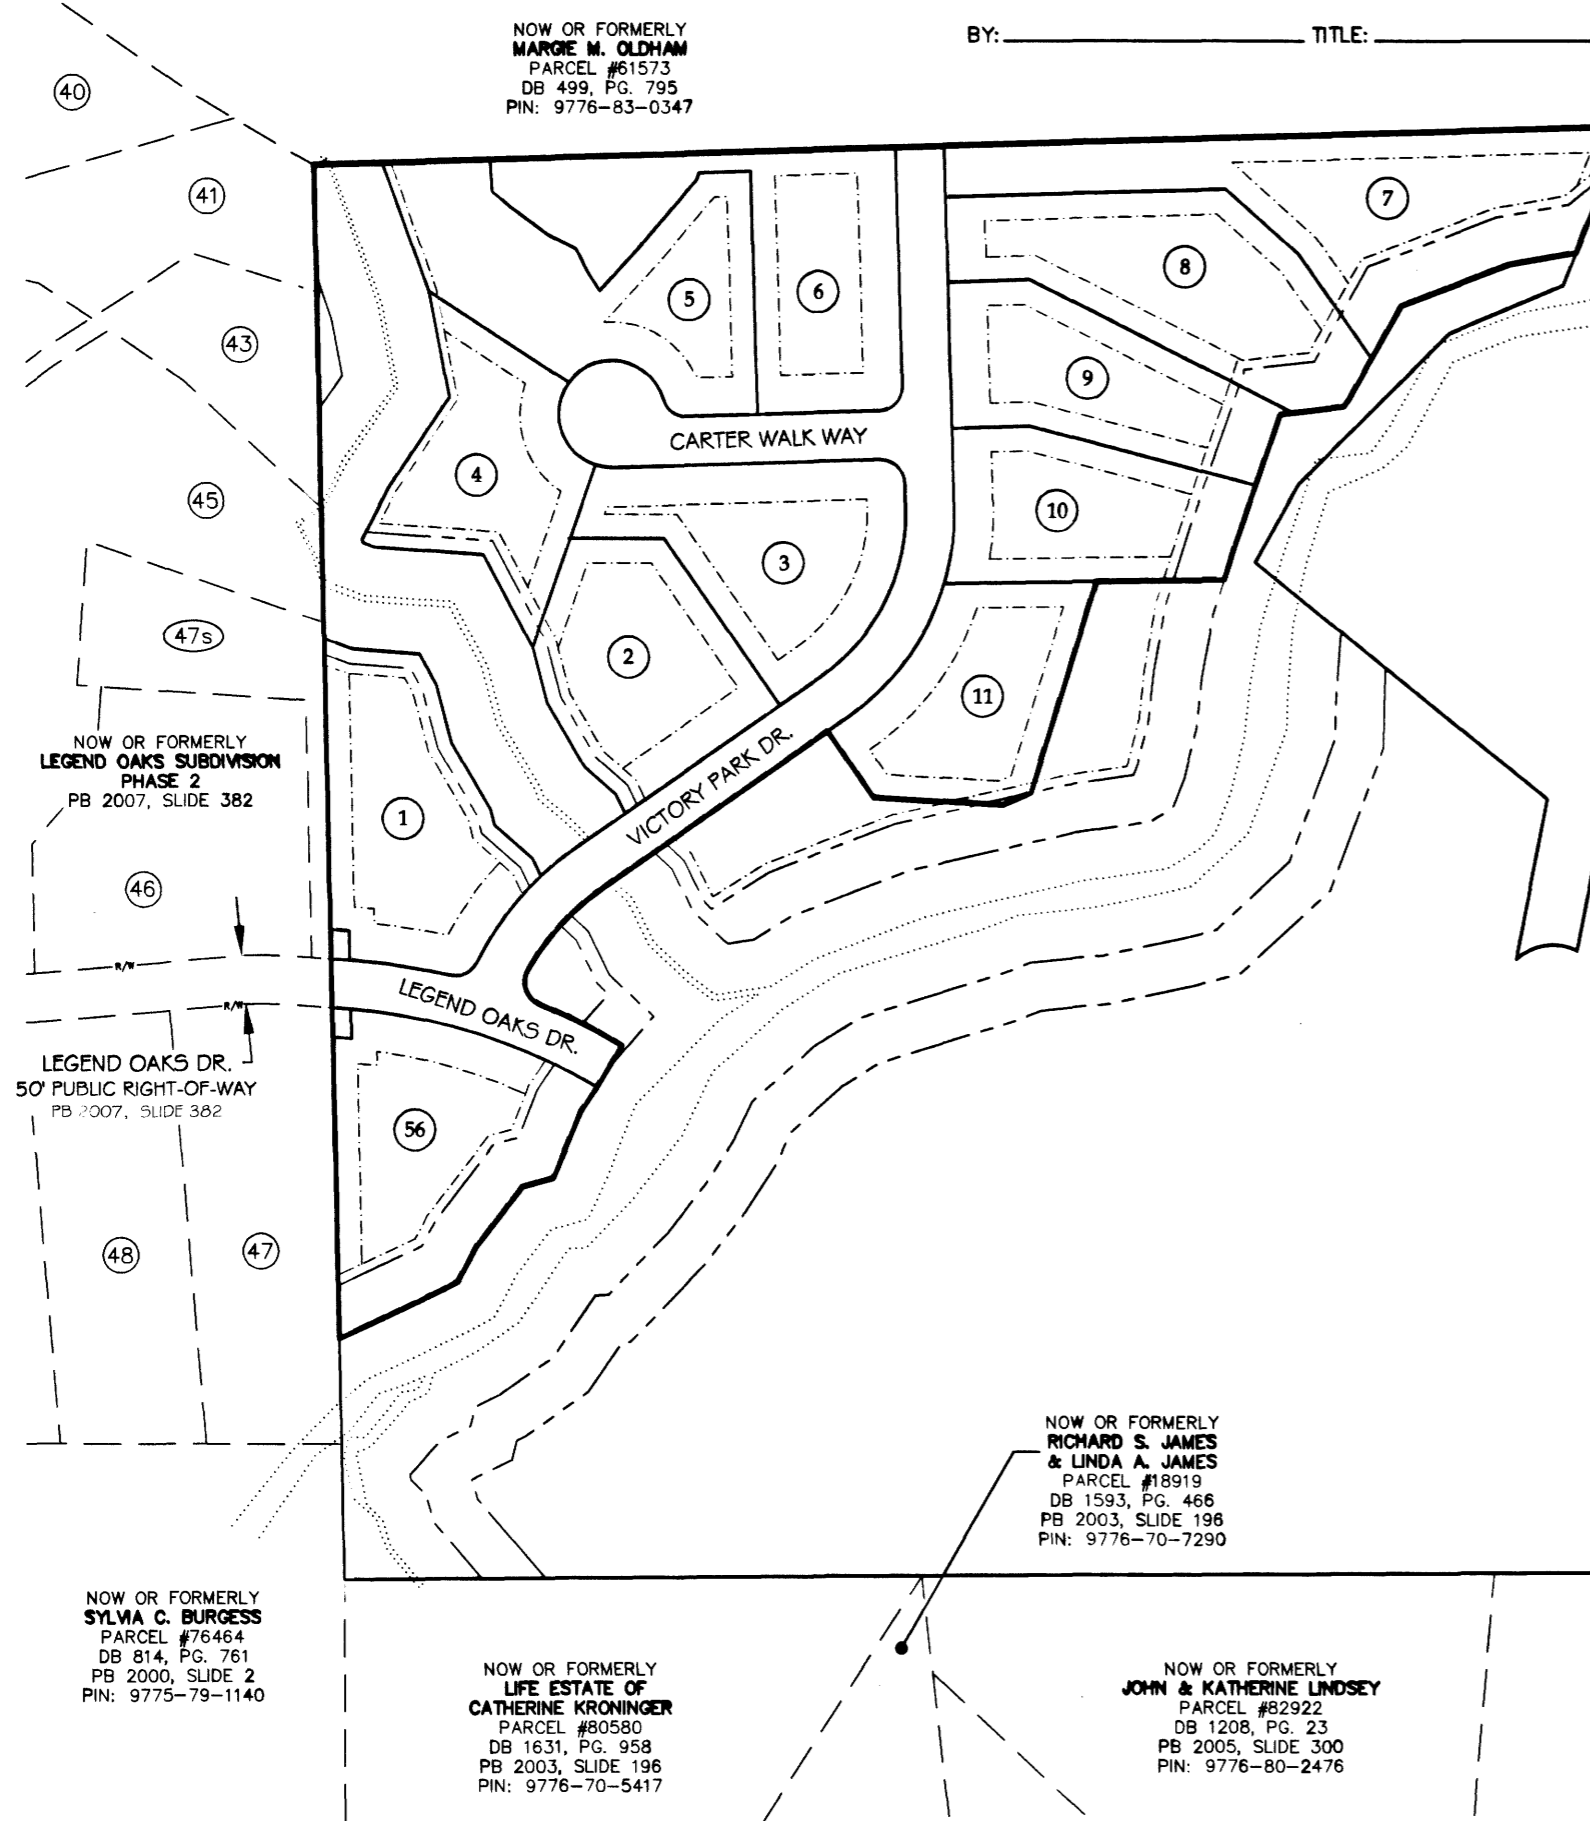 NOW OR FORMERLY
MARGIE M. OLDHAM
PARCEL #61573
DB 499, PG. 795
PIN: 9776-83-0347
BY: TITLE:
40
41
43
45
47s
NOW OR FORMERLY
LEGEND OAKS SUBDIVISION
PHASE 2
PB 2007, SLIDE 382
46
R/W
R/W
LEGEND OAKS DR.
50' PUBLIC RIGHT-OF-WAY
PB 2007, SLIDE 382
48
47
7
8
6
5
9
4
10
3
2
11
1
56
CARTER WALK WAY
VICTORY PARK DR.
LEGEND OAKS DR.
NOW OR FORMERLY
RICHARD S. JAMES
& LINDA A. JAMES
PARCEL #18919
DB 1593, PG. 466
PB 2003, SLIDE 196
PIN: 9776-70-7290
NOW OR FORMERLY
SYLVIA C. BURGESS
PARCEL #76464
DB 814, PG. 761
PB 2000, SLIDE 2
PIN: 9775-79-1140
NOW OR FORMERLY
LIFE ESTATE OF
CATHERINE KRONINGER
PARCEL #80580
DB 1631, PG. 958
PB 2003, SLIDE 196
PIN: 9776-70-5417
NOW OR FORMERLY
JOHN & KATHERINE LINDSEY
PARCEL #82922
DB 1208, PG. 23
PB 2005, SLIDE 300
PIN: 9776-80-2476